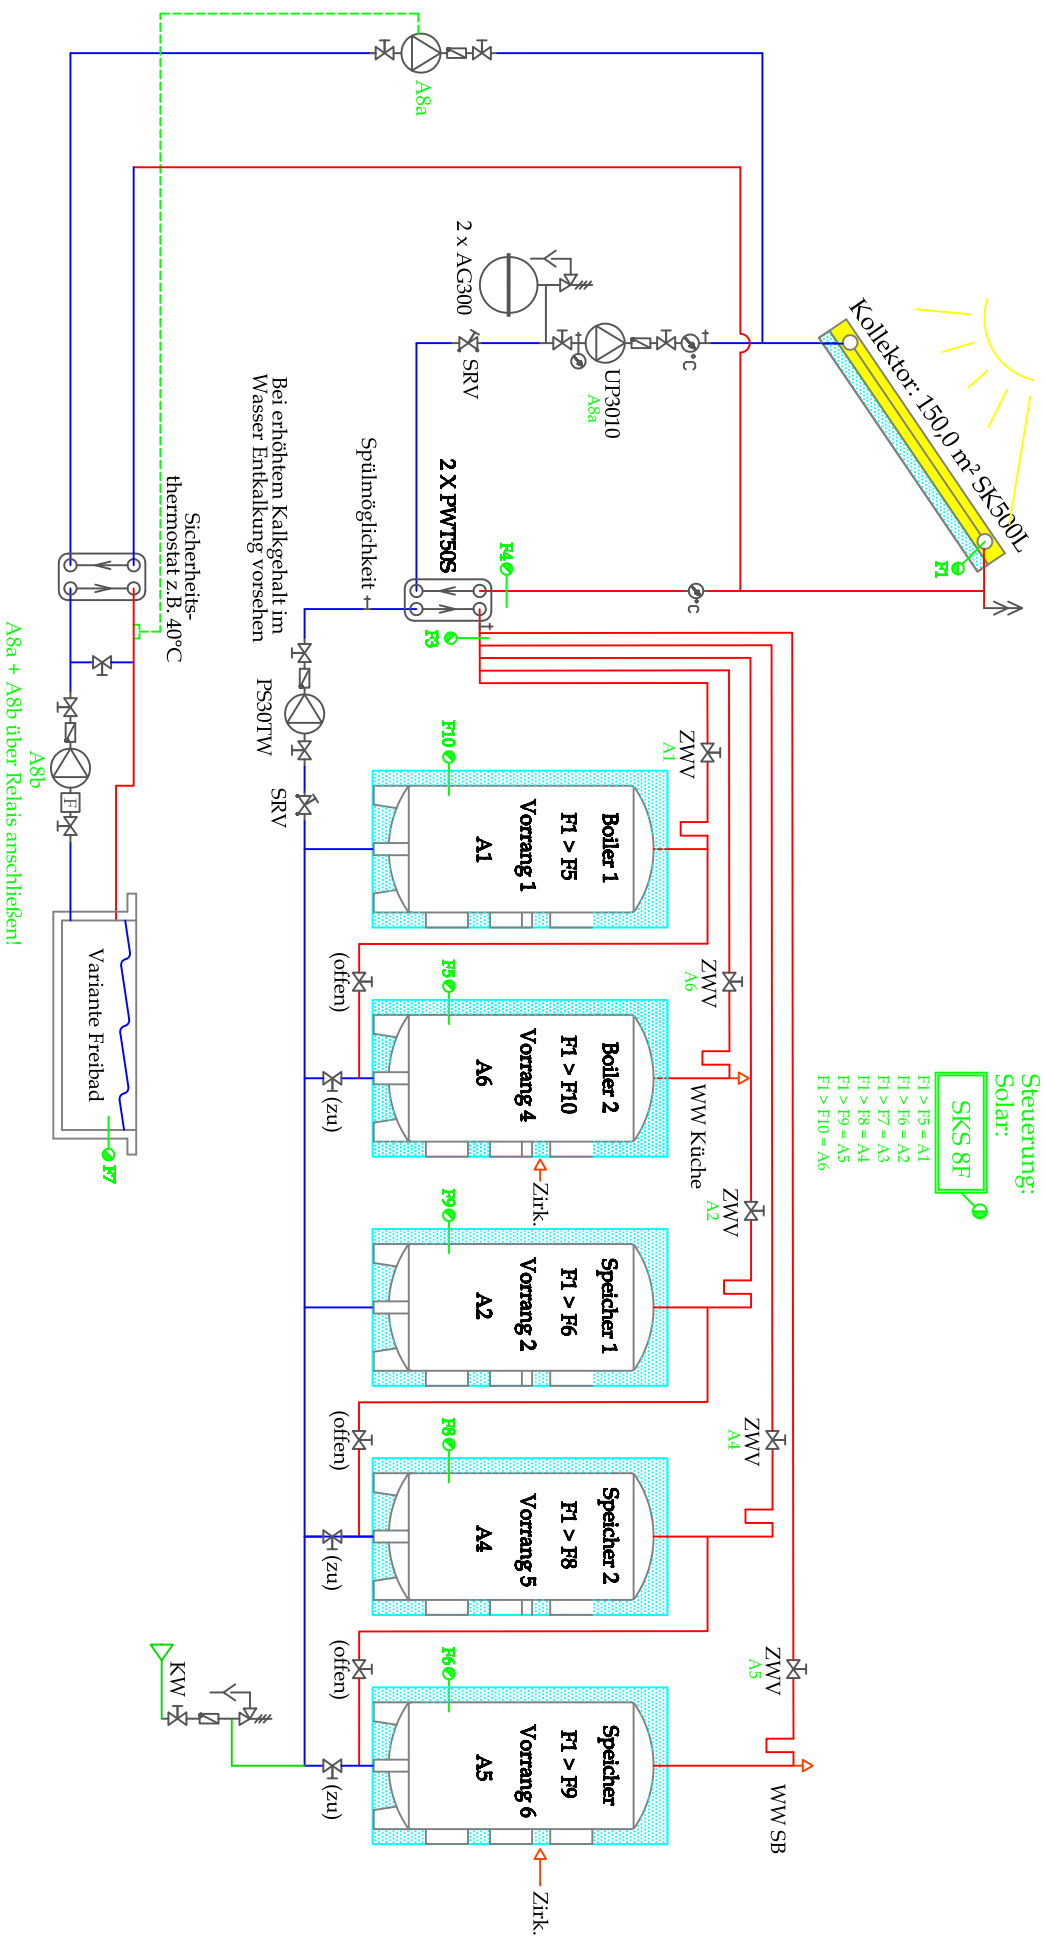 Steuerung:
Solar:
SKS 8F
F1 > F5 = A1
F1 > F6 = A2
F1 > F7 = A3
F1 > F8 = A4
F1 > F9 = A5
F1 > F10 = A6
Kollektor: 150,0 m² SK500L
F1
°C
UP3010
A8a
2 x AG300
SRV
A8a
°C
F4
2 X PWT50S
F3
Spülmöglichkeit
Bei erhöhtem Kalkgehalt im
Wasser Entkalkung vorsehen
PS30TW
SRV
Sicherheits-
thermostat z.B. 40°C
A8b
F
A8a + A8b über Relais anschließen!
Variante Freibad
F7
ZWV
A1
F10
Boiler 1
F1 > F5
Vorrang 1
A1
(offen)
ZWV
A6
F5
Boiler 2
F1 > F10
Vorrang 4
A6
(zu)
WW Küche
Zirk.
ZWV
A2
F9
Speicher 1
F1 > F6
Vorrang 2
A2
(offen)
ZWV
A4
F8
Speicher 2
F1 > F8
Vorrang 5
A4
(zu)
(offen)
ZWV
A5
F6
Speicher
F1 > F9
Vorrang 6
A5
(zu)
WW SB
Zirk.
KW